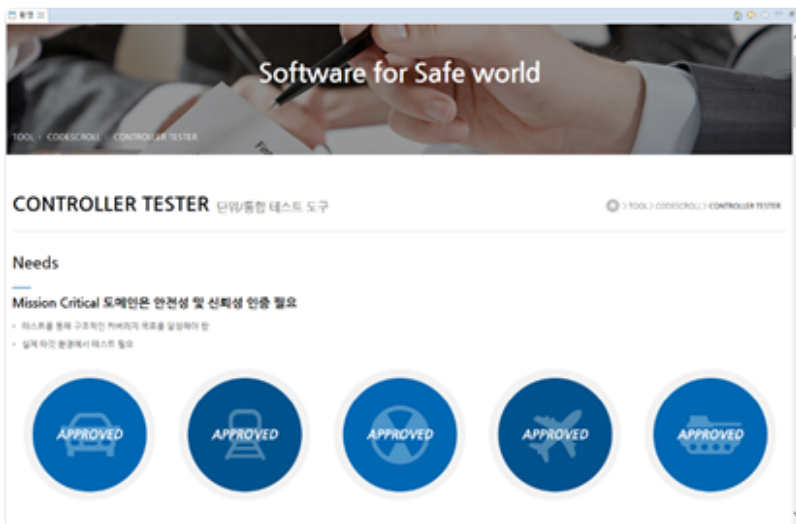 환영
Software for Safe world
TOOL > CODESCROLL > CONTROLLER TESTER
CONTROLLER TESTER 단위/통합 테스트 도구
> TOOL > CODESCROLL > CONTROLLER TESTER
Needs
Mission Critical 도메인은 안전성 및 신뢰성 인증 필요
테스트를 통해 구조적인 커버리지 목표를 달성해야 함
실제 타깃 환경에서 테스트 필요
APPROVED APPROVED APPROVED APPROVED APPROVED